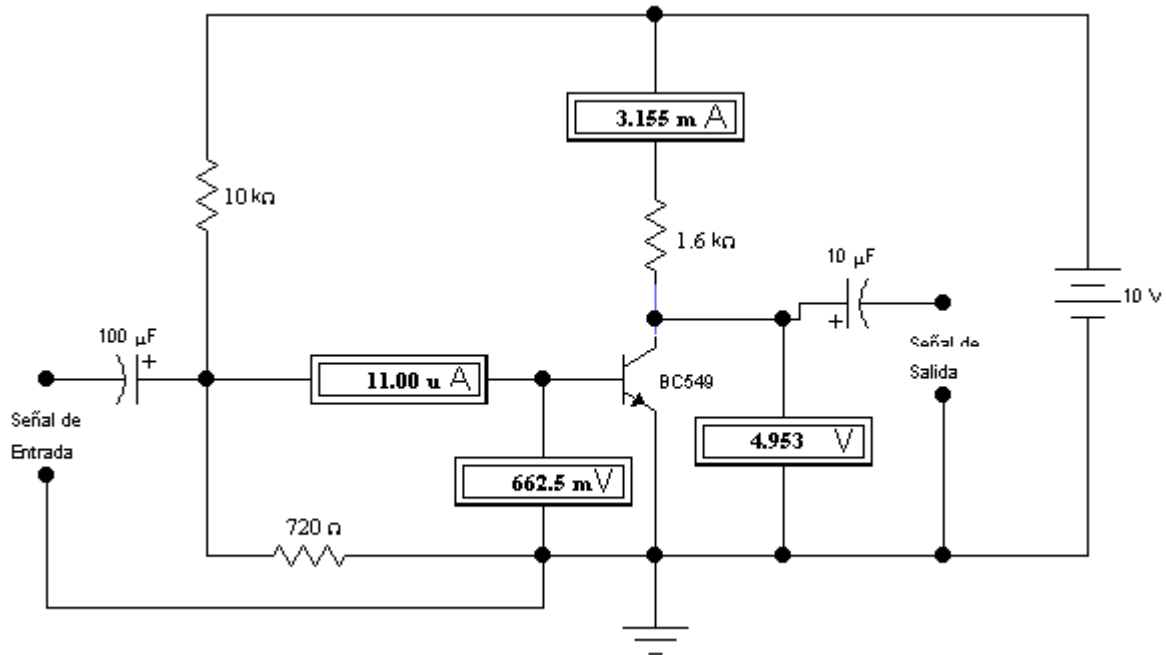 3.155 m A
10 kΩ
1.6 kΩ
10 µF
+
10 V
100 µF
+
11.00 u A
BC549
Señal de
Salida
Señal de
Entrada
4.953 V
662.5 mV
720 Ω